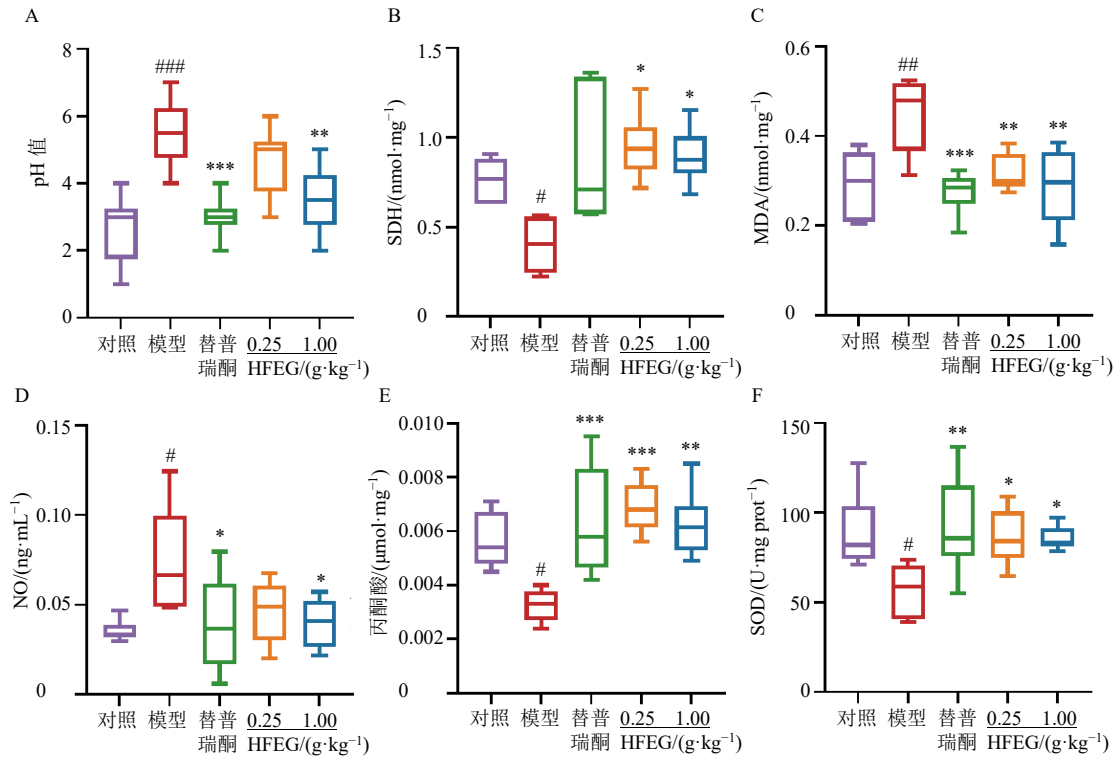 A
pH 值
8
6
4
2
0
###
***
**
对照
模型
替普
瑞酮
0.25
1.00
HFEG/(g·kg⁻¹)
B
SDH/(nmol·mg⁻¹)
1.5
1.0
0.5
0
#
*
*
对照
模型
替普
瑞酮
0.25
1.00
HFEG/(g·kg⁻¹)
C
MDA/(nmol·mg⁻¹)
0.6
0.4
0.2
0
##
***
**
**
对照
模型
替普
瑞酮
0.25
1.00
HFEG/(g·kg⁻¹)
D
NO/(ng·mL⁻¹)
0.15
0.10
0.05
0
#
*
*
对照
模型
替普
瑞酮
0.25
1.00
HFEG/(g·kg⁻¹)
E
丙酮酸/(μmol·mg⁻¹)
0.010
0.008
0.006
0.004
0.002
0
#
***
***
**
对照
模型
替普
瑞酮
0.25
1.00
HFEG/(g·kg⁻¹)
F
SOD/(U·mg prot⁻¹)
150
100
50
0
#
**
*
*
对照
模型
替普
瑞酮
0.25
1.00
HFEG/(g·kg⁻¹)